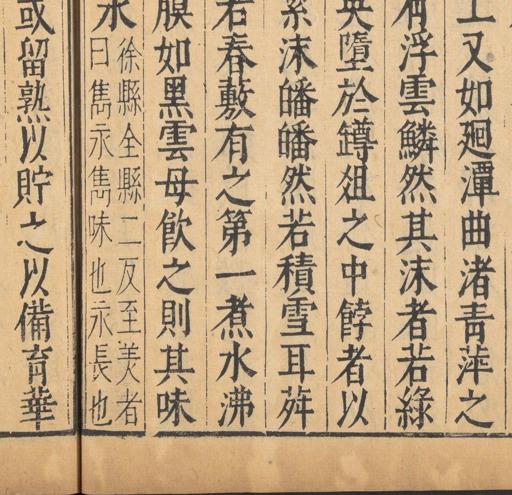 上又如廻潭曲渚青萍之
有浮雲鱗然其沫者若綠
英墮於鐏俎之中餑者以
累沫皤皤然若積雪耳荈
若春藪有之第一煮水沸
膜如黑雲母飲之則其味
永
徐縣全縣二反至美者
曰雋永雋味也永長也
或留熟以貯之以備育華